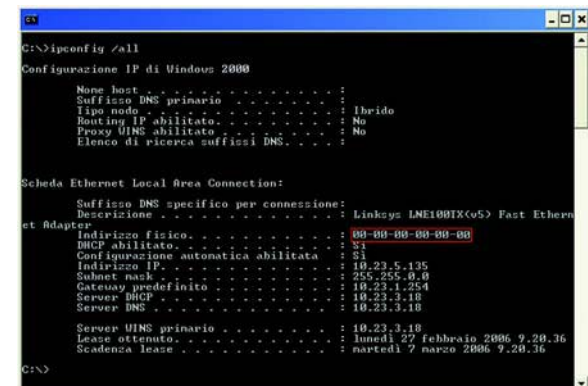 C:\>ipconfig /all
Configurazione IP di Windows 2000
Nome host . . . . . . . . . . . . . . :
Suffisso DNS primario . . . . . . . . :
Tipo nodo . . . . . . . . . . . . . . : Ibrido
Routing IP abilitato. . . . . . . . . : No
Proxy WINS abilitato . . . . . . . . : No
Elenco di ricerca suffissi DNS. . . . :
Scheda Ethernet Local Area Connection:
Suffisso DNS specifico per connessione:
Descrizione . . . . . . . . . . . . . : Linksys LNE100TX(v5) Fast Ethern
et Adapter
Indirizzo fisico. . . . . . . . . . . : 00-00-00-00-00-00
DHCP abilitato. . . . . . . . . . . . : Sì
Configurazione automatica abilitata : Sì
Indirizzo IP. . . . . . . . . . . . . : 10.23.5.135
Subnet mask . . . . . . . . . . . . . : 255.255.0.0
Gateway predefinito . . . . . . . . . : 10.23.1.254
Server DHCP . . . . . . . . . . . . . : 10.23.3.18
Server DNS . . . . . . . . . . . . . : 10.23.3.18
Server WINS primario . . . . . . . . : 10.23.3.18
Lease ottenuto. . . . . . . . . . . . : lunedì 27 febbraio 2006 9.20.36
Scadenza lease . . . . . . . . . . . : martedì 7 marzo 2006 9.20.36
C:\>